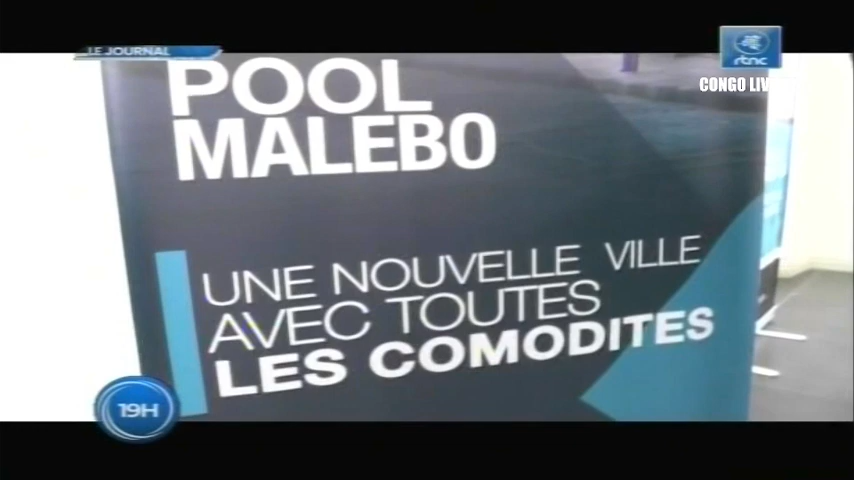 LE JOURNAL
rtnc
CONGO LIV
POOL
MALEBO
UNE NOUVELLE VILLE
AVEC TOUTES
LES COMODITES
19H